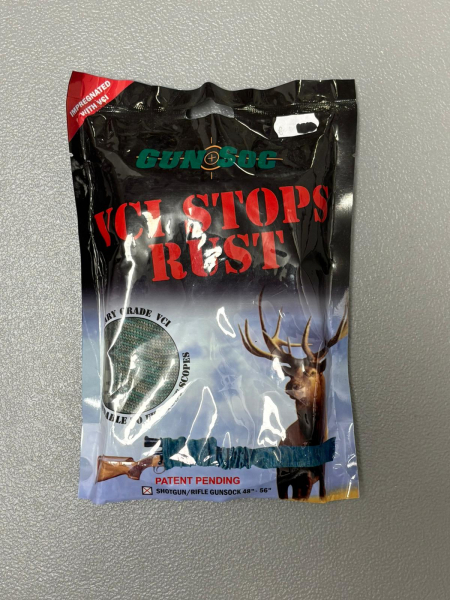 IMPREGNATED
WITH VCI
GUN SOC
VCI STOPS
RUST
GRADE VCI
SCOPES
PATENT PENDING
SHOTGUN/RIFLE GUNSOCK 48"- 56"